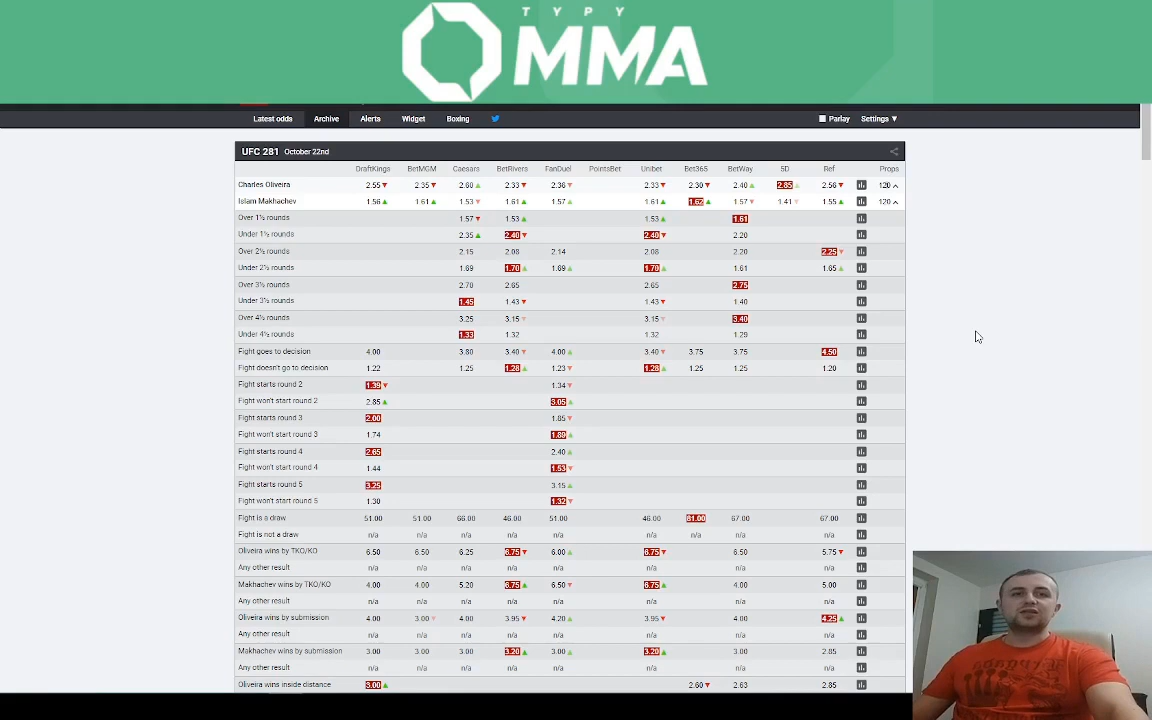 TYPY
MMA
Latest odds Archive Alerts Widget Boxing Parlay Settings ▼
UFC 281 October 22nd
DraftKings BetMGM Caesars BetRivers FanDuel PointsBet Unibet Bet365 BetWay 5D Ref Props
Charles Oliveira 2.55▼ 2.35▼ 2.60▲ 2.33▼ 2.36▼ 2.33▼ 2.30▼ 2.40▲ 2.85▲ 2.56▼ 120
Islam Makhachev 1.56▲ 1.61▲ 1.53▼ 1.61▲ 1.57▲ 1.61▲ 1.62▲ 1.57▼ 1.41▼ 1.55▲ 120
Over 1½ rounds 1.57▼ 1.53▲ 1.53▲ 1.61
Under 1½ rounds 2.35▲ 2.40▼ 2.40▼ 2.20
Over 2½ rounds 2.15 2.08 2.14 2.08 2.20 2.25▼
Under 2½ rounds 1.69 1.70▲ 1.69▲ 1.70▲ 1.61 1.65▲
Over 3½ rounds 2.70 2.65 2.65 2.75
Under 3½ rounds 1.45 1.43▼ 1.43▼ 1.40
Over 4½ rounds 3.25 3.15▼ 3.15▼ 3.40
Under 4½ rounds 1.33 1.32 1.32 1.29
Fight goes to decision 4.00 3.80 3.40▼ 4.00▲ 3.40▼ 3.75 3.75 4.50
Fight doesn't go to decision 1.22 1.25 1.28▲ 1.23▼ 1.28▲ 1.25 1.25 1.20
Fight starts round 2 1.39▼ 1.34▼
Fight won't start round 2 2.85▲ 3.05▲
Fight starts round 3 2.00 1.85▼
Fight won't start round 3 1.74 1.89▲
Fight starts round 4 2.65 2.40▲
Fight won't start round 4 1.44 1.53▼
Fight starts round 5 3.25 3.15▲
Fight won't start round 5 1.30 1.32▼
Fight is a draw 51.00 51.00 66.00 46.00 51.00 46.00 81.00 67.00 67.00
Fight is not a draw n/a n/a n/a n/a n/a n/a n/a n/a n/a
Oliveira wins by TKO/KO 6.50 6.50 6.25 6.75▼ 6.00▲ 6.75▼ 6.50 5.75▼
Any other result n/a n/a n/a n/a n/a n/a n/a n/a
Makhachev wins by TKO/KO 4.00 4.00 5.20 6.75▲ 6.50▼ 6.75▲ 4.00 5.00
Any other result n/a n/a n/a n/a n/a n/a n/a n/a
Oliveira wins by submission 4.00 3.00▼ 4.00 3.95▼ 4.20▲ 3.95▼ 4.00 4.25▲
Any other result n/a n/a n/a n/a n/a n/a n/a n/a
Makhachev wins by submission 3.00 3.00 3.00 3.20▲ 3.00▲ 3.20▲ 3.00 2.85
Any other result n/a n/a n/a n/a n/a n/a n/a n/a
Oliveira wins inside distance 3.00▲ 2.60▼ 2.63 2.85